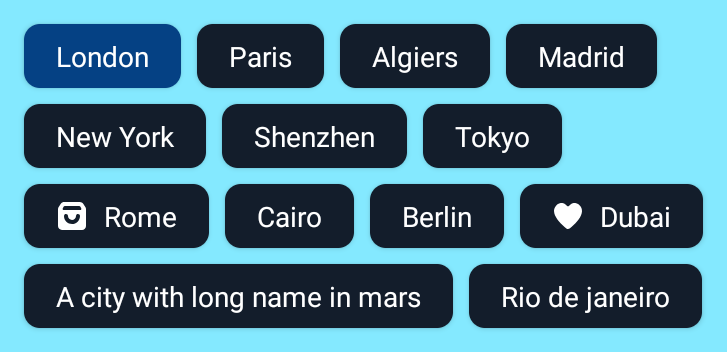 London Paris Algiers Madrid
New York Shenzhen Tokyo
Rome Cairo Berlin Dubai
A city with long name in mars Rio de janeiro